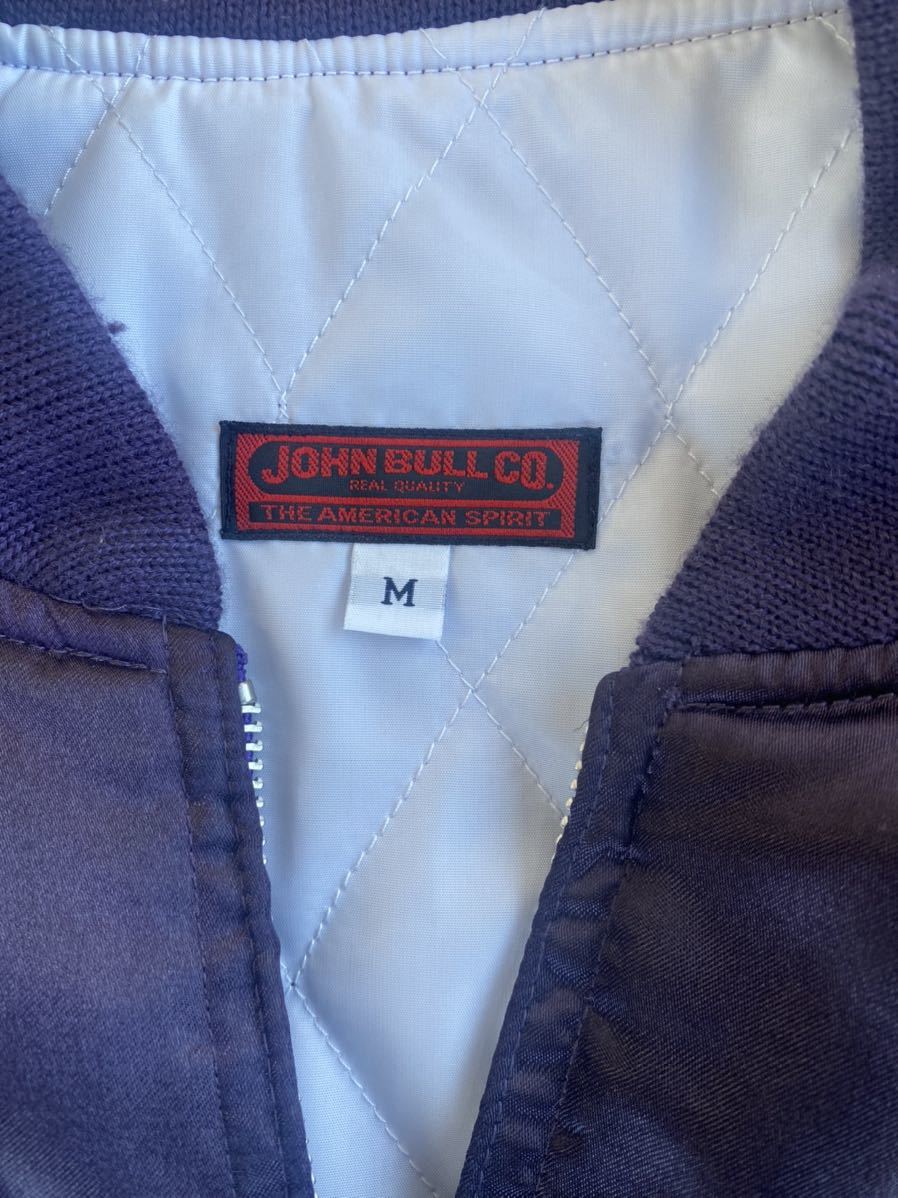 JOHN BULL CO.
REAL QUALITY
THE AMERICAN SPIRIT
M